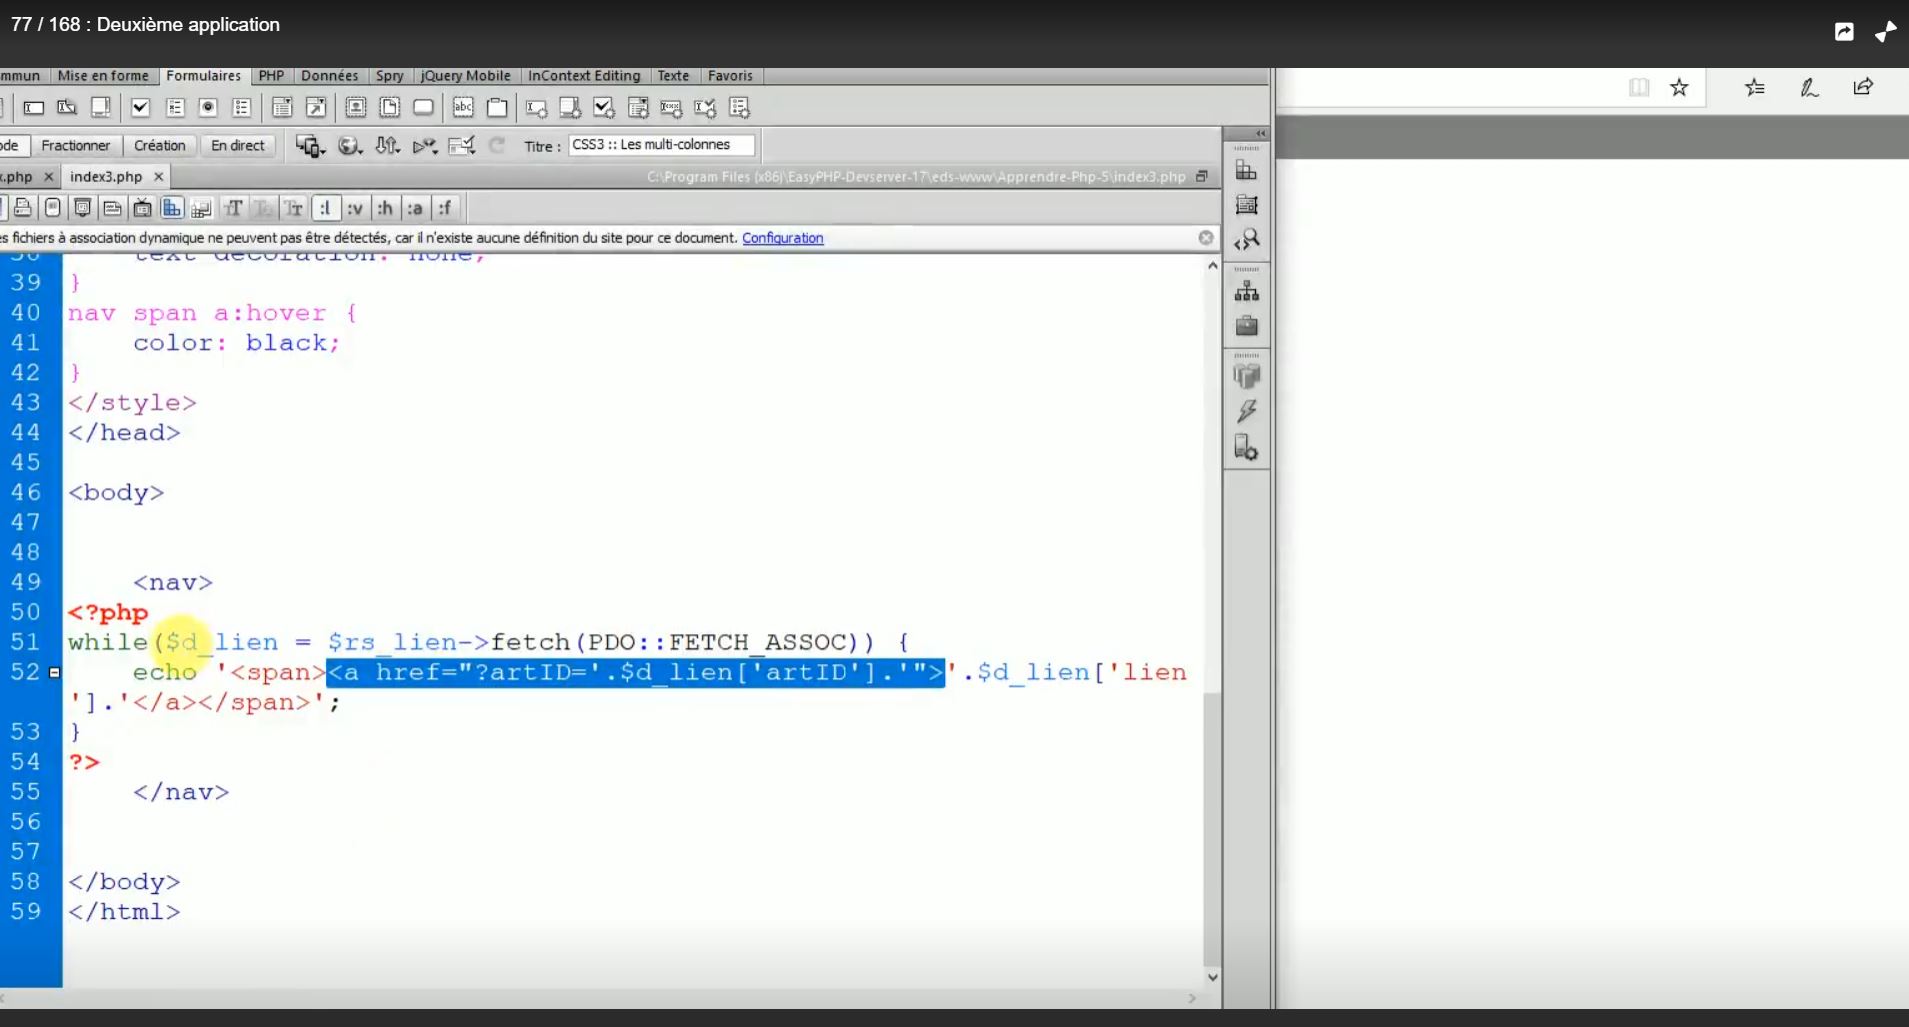 77 / 168 : Deuxième application
mmun Mise en forme Formulaires PHP Données Spry jQuery Mobile InContext Editing Texte Favoris
ode Fractionner Création En direct Titre : CSS3 :: Les multi-colonnes
x.php × index3.php × C:\Program Files (x86)\EasyPHP-Devserver-17\eds-www\Apprendre-Php-5\index3.php
:l :v :h :a :f
es fichiers à association dynamique ne peuvent pas être détectés, car il n'existe aucune définition du site pour ce document. Configuration
38 text-decoration: none;
39 }
40 nav span a:hover {
41 color: black;
42 }
43 </style>
44 </head>
45
46 <body>
47
48
49 <nav>
50 <?php
51 while($d_lien = $rs_lien->fetch(PDO::FETCH_ASSOC)) {
52 echo '<span><a href="?artID='.$d_lien['artID'].'">'.$d_lien['lien
'].'</a></span>';
53 }
54 ?>
55 </nav>
56
57
58 </body>
59 </html>